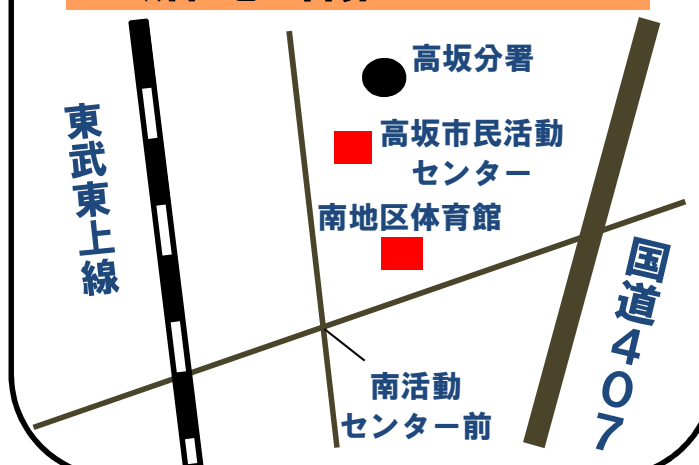 高坂分署
高坂市民活動
センター
南地区体育館
東武東上線
国道407
南活動
センター前